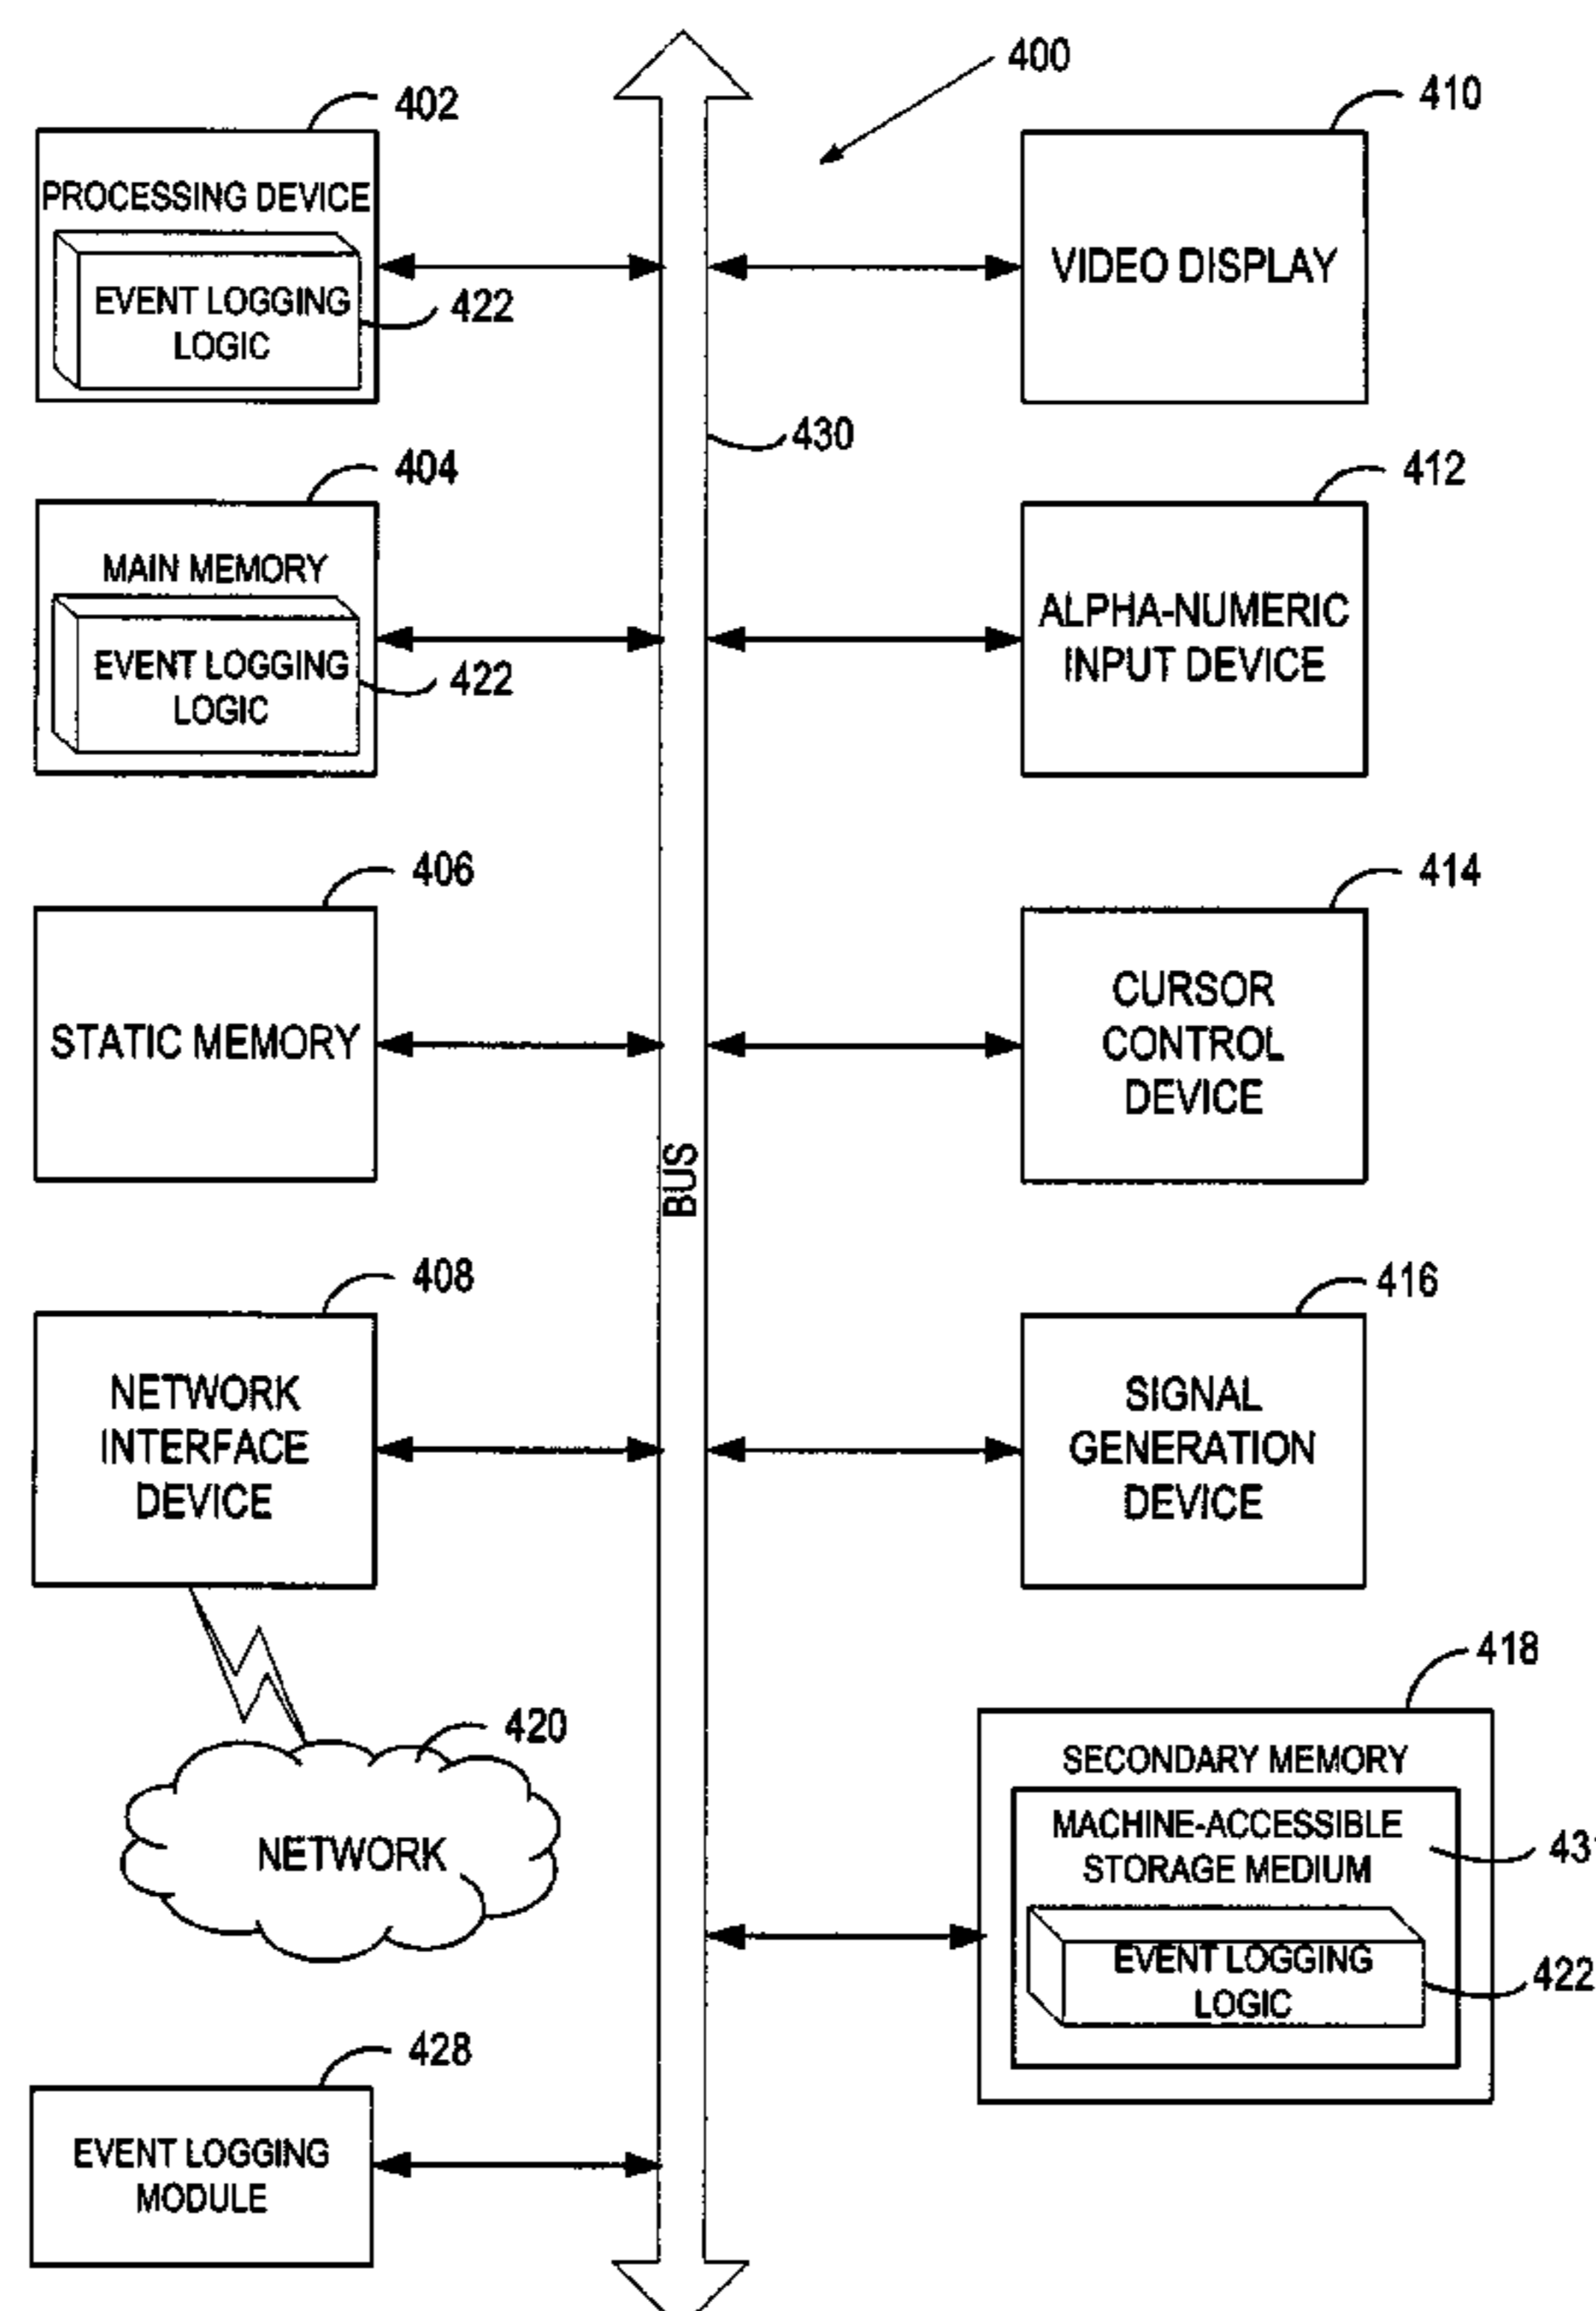 400
402
PROCESSING DEVICE
EVENT LOGGING
LOGIC
422
410
VIDEO DISPLAY
430
404
MAIN MEMORY
EVENT LOGGING
LOGIC
422
412
ALPHA-NUMERIC
INPUT DEVICE
406
STATIC MEMORY
414
CURSOR
CONTROL
DEVICE
BUS
408
NETWORK
INTERFACE
DEVICE
416
SIGNAL
GENERATION
DEVICE
420
NETWORK
418
SECONDARY MEMORY
MACHINE-ACCESSIBLE
STORAGE MEDIUM
431
EVENT LOGGING
LOGIC
422
428
EVENT LOGGING
MODULE